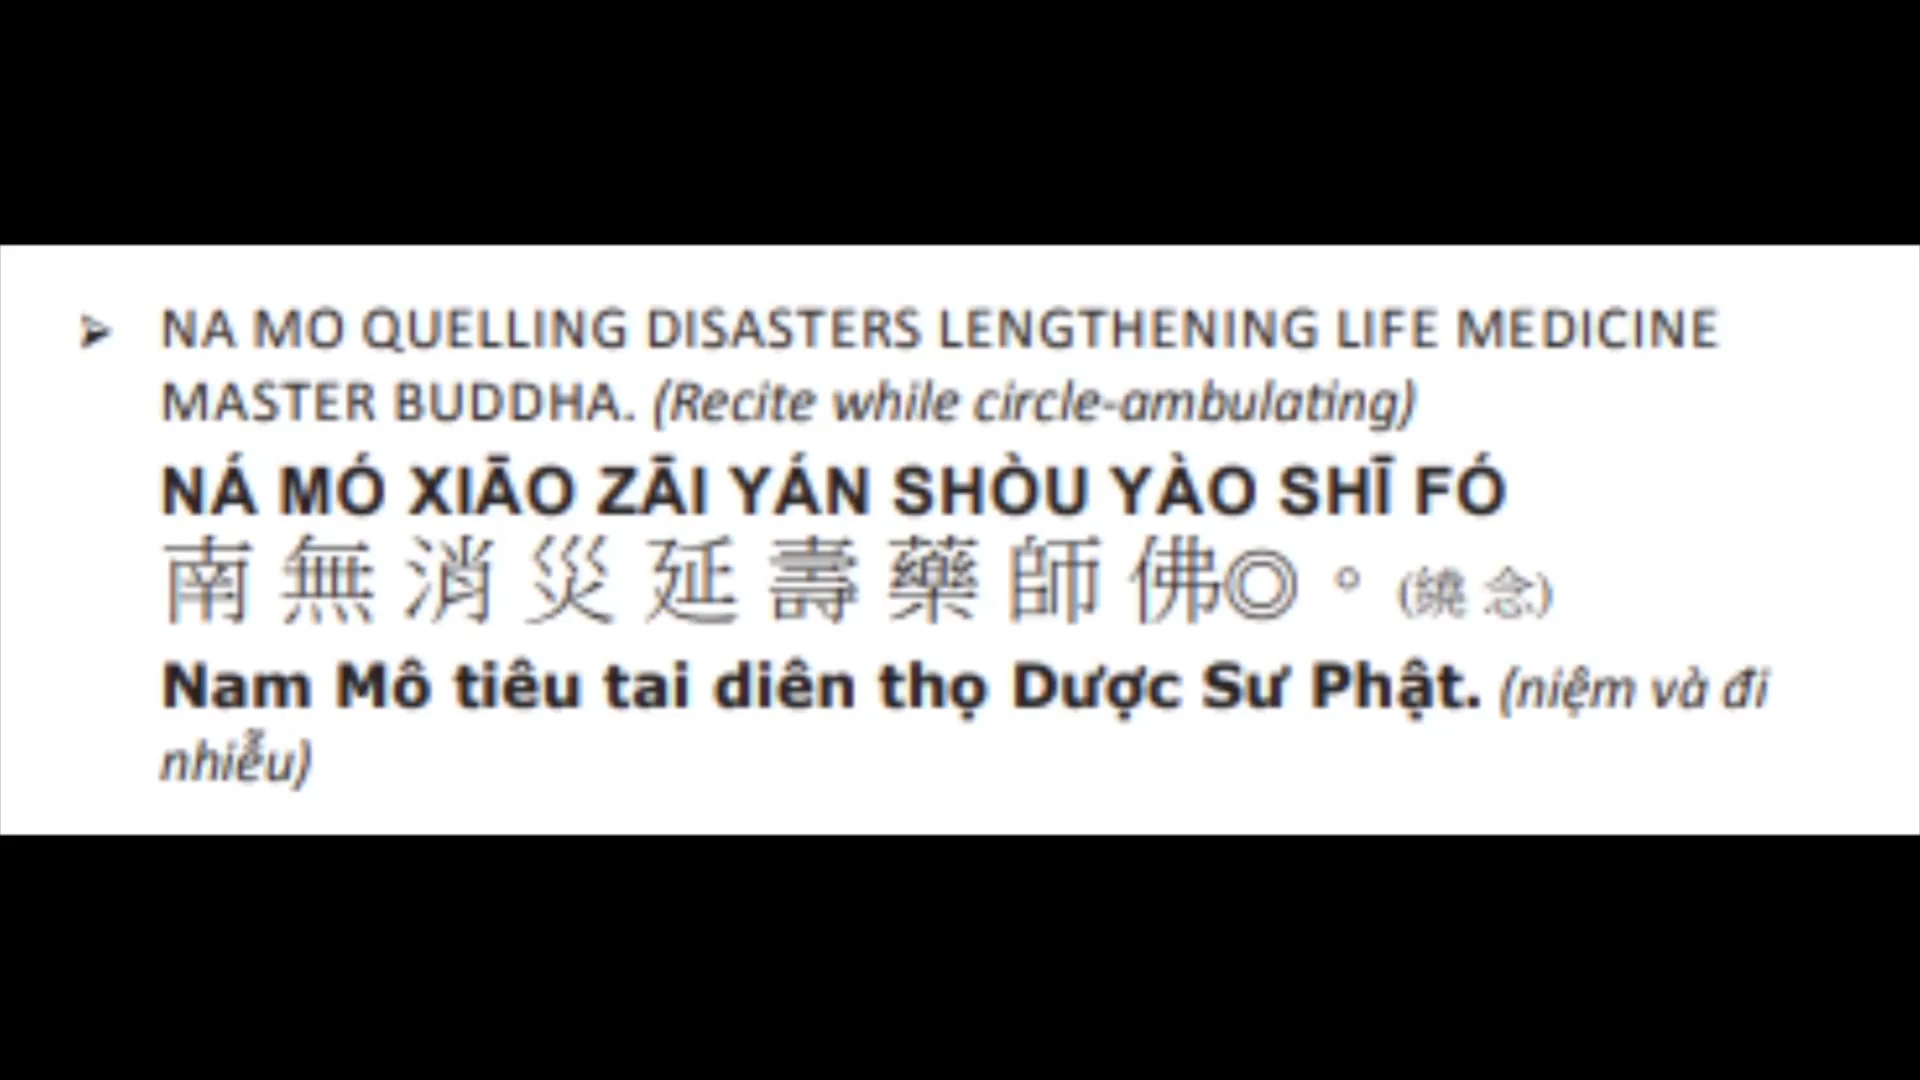 ➢ NA MO QUELLING DISASTERS LENGTHENING LIFE MEDICINE
MASTER BUDDHA. (Recite while circle-ambulating)
NÁ MÓ XIĀO ZĀI YÁN SHÒU YÀO SHĪ FÓ
南 無 消 災 延 壽 藥 師 佛◎。(繞 念)
Nam Mô tiêu tai diên thọ Dược Sư Phật. (niệm và đi
nhiễu)